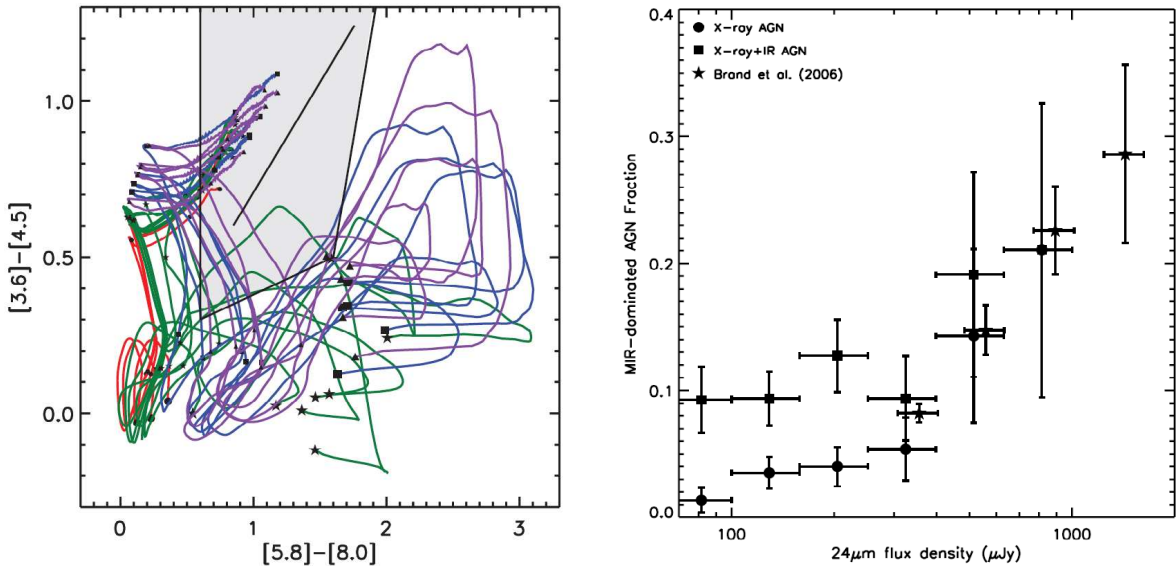 1.0
0.5
0.0
[3.6]−[4.5]
0 1 2 3
[5.8]−[8.0]
0.4
0.3
0.2
0.1
0.0
MIR−dominated AGN Fraction
X−ray AGN
X−ray+IR AGN
Brand et al. (2006)
100 1000
24μm flux density (μJy)